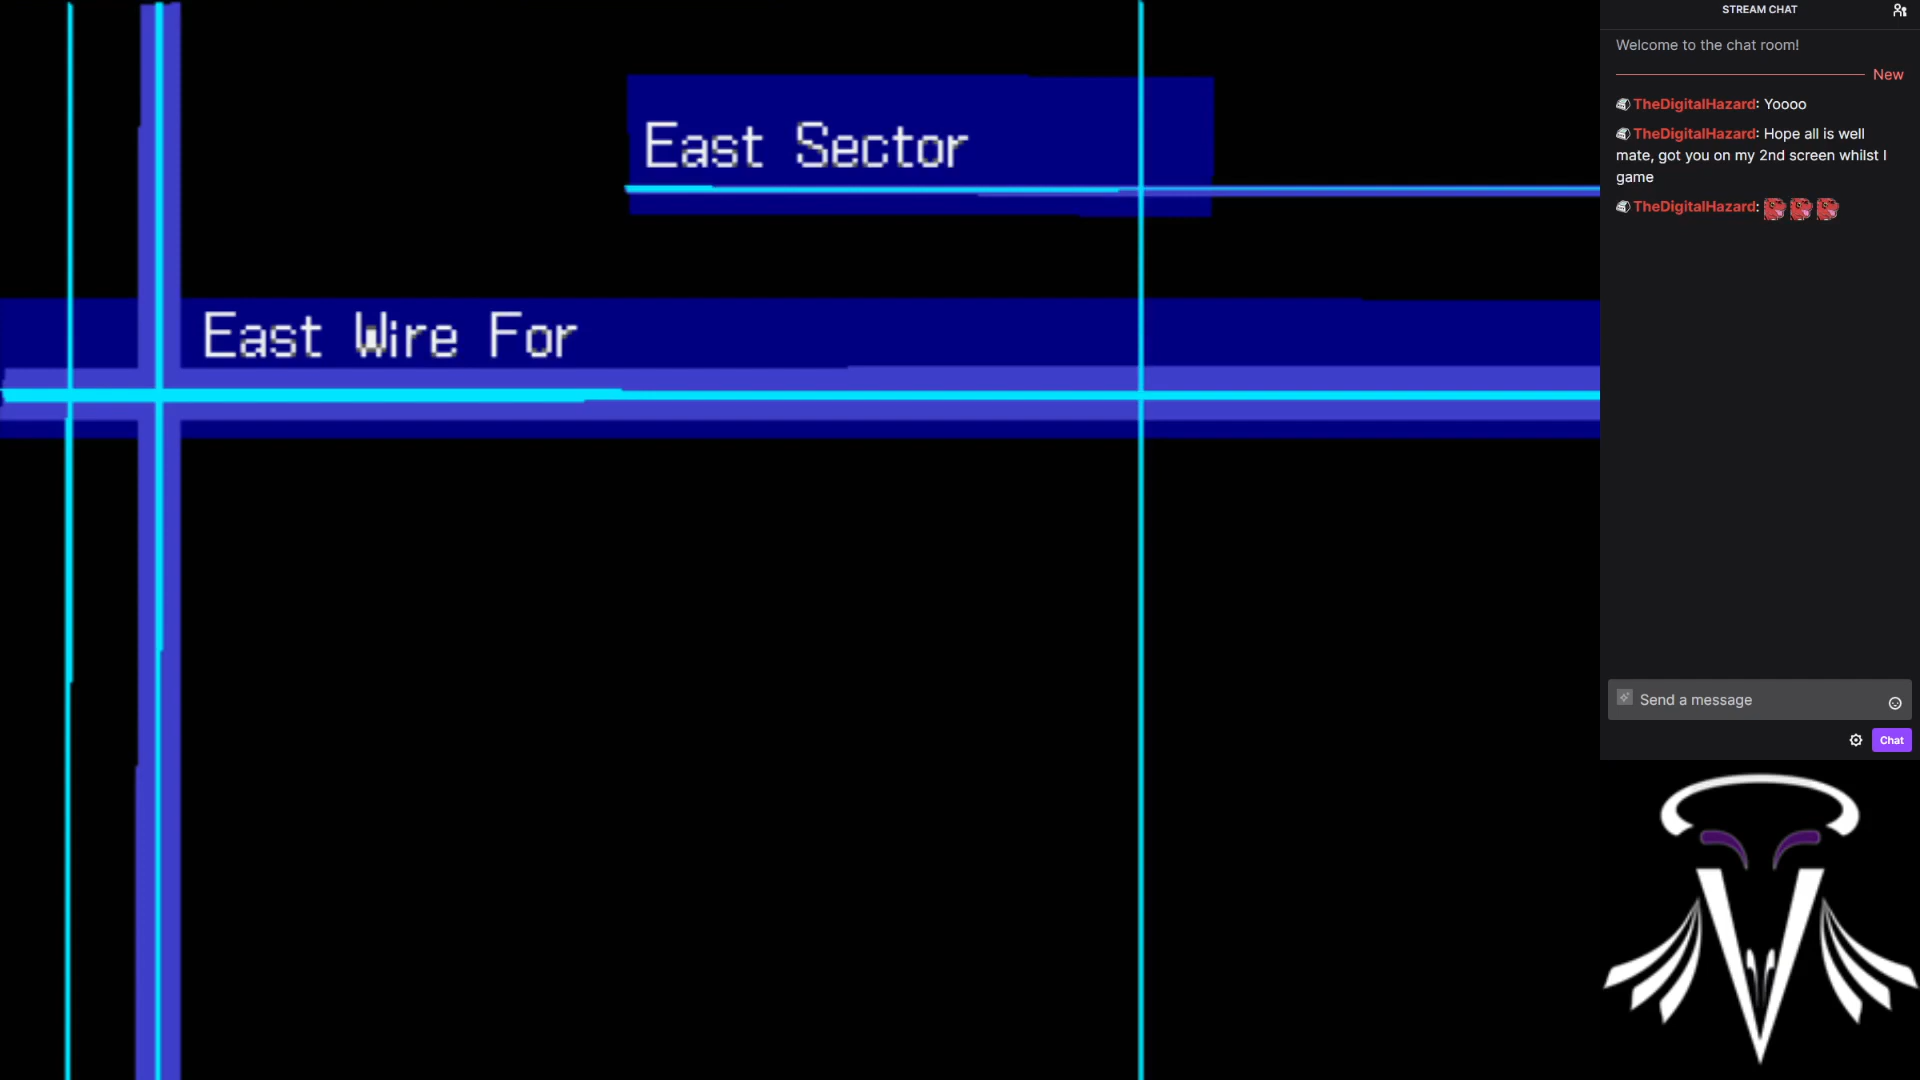 East Sector
East Wire For
STREAM CHAT
Welcome to the chat room!
New
TheDigitalHazard: Yoooo
TheDigitalHazard: Hope all is well
mate, got you on my 2nd screen whilst I
game
TheDigitalHazard:
Send a message
Chat